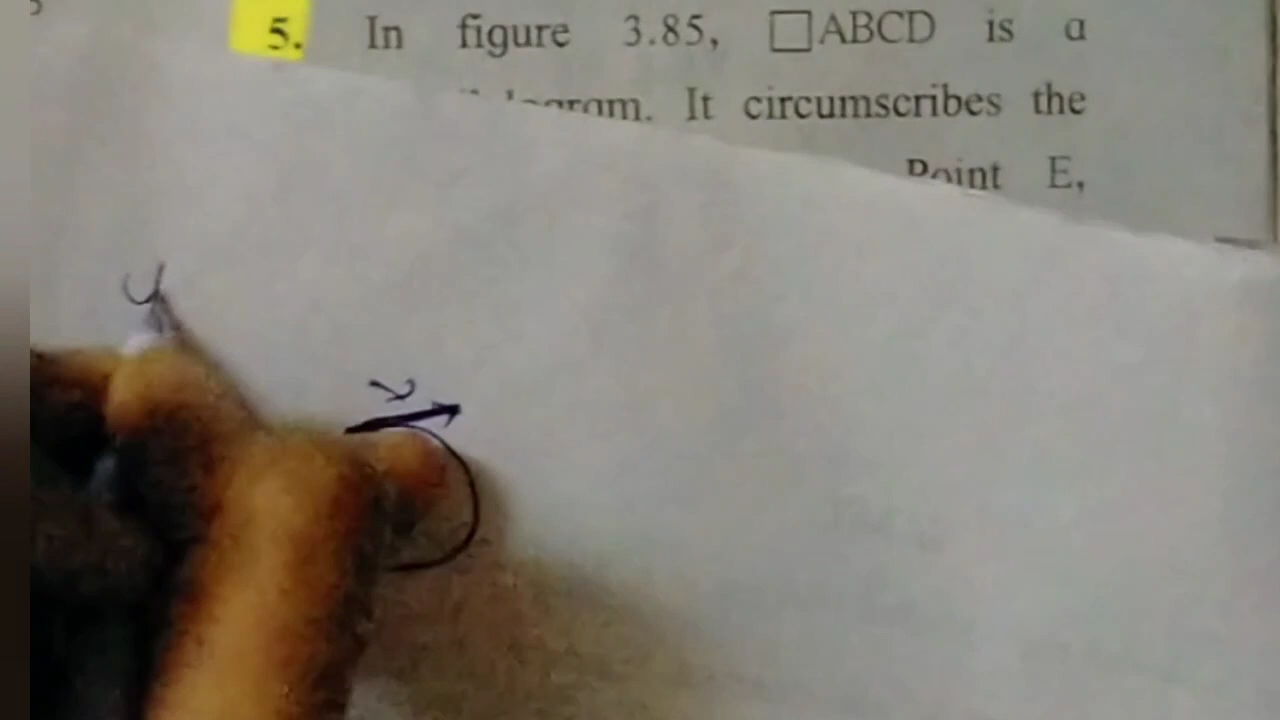 5. In figure 3.85, □ABCD is a
It circumscribes the
Point E,